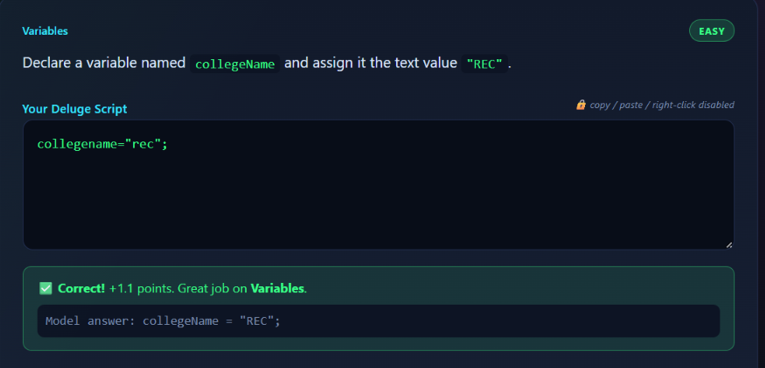 Variables
EASY
Declare a variable named collegeName and assign it the text value "REC".
Your Deluge Script
🔒 copy / paste / right-click disabled
collegename="rec";
✅ Correct! +1.1 points. Great job on Variables.
Model answer: collegeName = "REC";